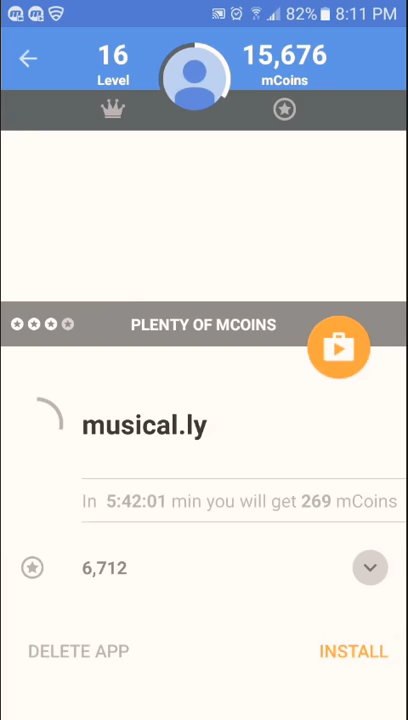 82% 8:11 PM
16 15,676
Level mCoins
PLENTY OF MCOINS
musical.ly
In 5:42:01 min you will get 269 mCoins
6,712
DELETE APP INSTALL